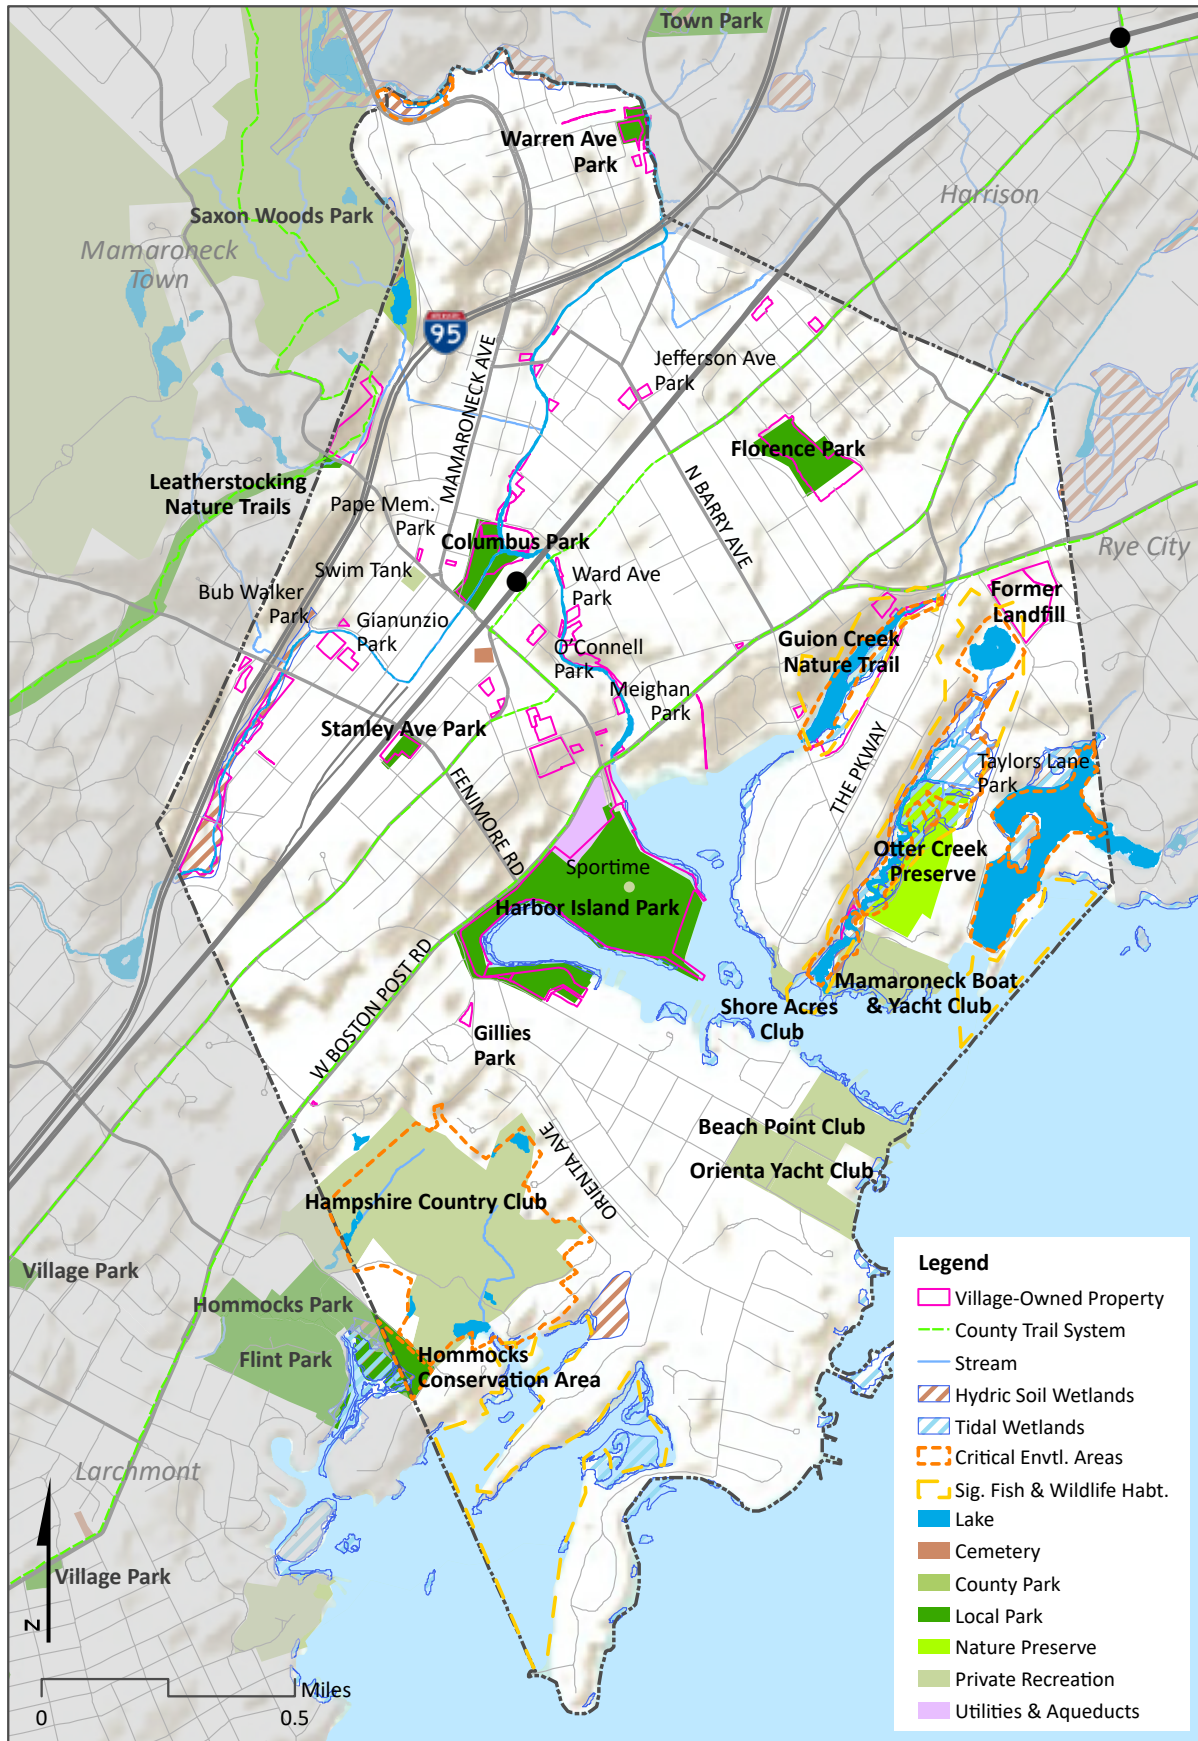 Town Park
Warren Ave
Park
Harrison
Saxon Woods Park
Mamaroneck
Town
95
MAMARONECK AVE
Jefferson Ave
Park
Florence Park
Leatherstocking
Nature Trails
Pape Mem.
Park
N BARRY AVE
Columbus Park
Rye City
Swim Tank
Ward Ave
Park
Bub Walker
Park
Gianunzio
Park
Former
Landfill
Guion Creek
Nature Trail
O'Connell
Park
Meighan
Park
Stanley Ave Park
THE PKWAY
Taylors Lane
Park
FENIMORE RD
Otter Creek
Preserve
Sportime
Harbor Island Park
W BOSTON POST RD
Mamaroneck Boat
& Yacht Club
Shore Acres
Club
Gillies
Park
Beach Point Club
ORIENTA AVE
Orienta Yacht Club
Hampshire Country Club
Village Park
Hommocks Park
Flint Park
Hommocks
Conservation Area
Larchmont
Village Park
N
Miles
0
0.5
Legend
Village-Owned Property
County Trail System
Stream
Hydric Soil Wetlands
Tidal Wetlands
Critical Envtl. Areas
Sig. Fish & Wildlife Habt.
Lake
Cemetery
County Park
Local Park
Nature Preserve
Private Recreation
Utilities & Aqueducts